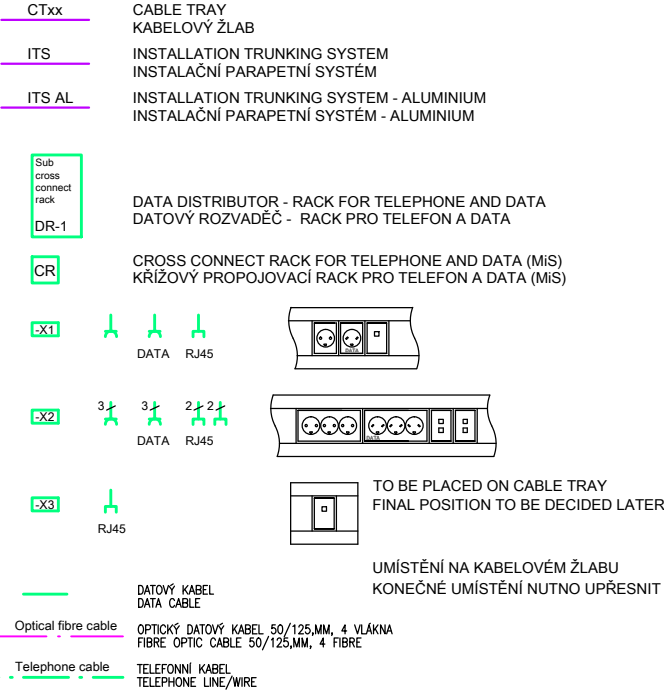 CTxx
CABLE TRAY
KABELOVÝ ŽLAB
ITS
INSTALLATION TRUNKING SYSTEM
INSTALAČNÍ PARAPETNÍ SYSTÉM
ITS AL
INSTALLATION TRUNKING SYSTEM - ALUMINIUM
INSTALAČNÍ PARAPETNÍ SYSTÉM - ALUMINIUM
Sub
cross
connect
rack
DR-1
DATA DISTRIBUTOR - RACK FOR TELEPHONE AND DATA
DATOVÝ ROZVADĚČ - RACK PRO TELEFON A DATA
CR
CROSS CONNECT RACK FOR TELEPHONE AND DATA (MiS)
KŘÍŽOVÝ PROPOJOVACÍ RACK PRO TELEFON A DATA (MiS)
-X1
DATA RJ45
DATA
-X2
3 3 2 2
DATA RJ45
DATA
-X3
RJ45
TO BE PLACED ON CABLE TRAY
FINAL POSITION TO BE DECIDED LATER
UMÍSTĚNÍ NA KABELOVÉM ŽLABU
KONEČNÉ UMÍSTĚNÍ NUTNO UPŘESNIT
DATOVÝ KABEL
DATA CABLE
Optical fibre cable
OPTICKÝ DATOVÝ KABEL 50/125,MM, 4 VLÁKNA
FIBRE OPTIC CABLE 50/125,MM, 4 FIBRE
Telephone cable
TELEFONNÍ KABEL
TELEPHONE LINE/WIRE